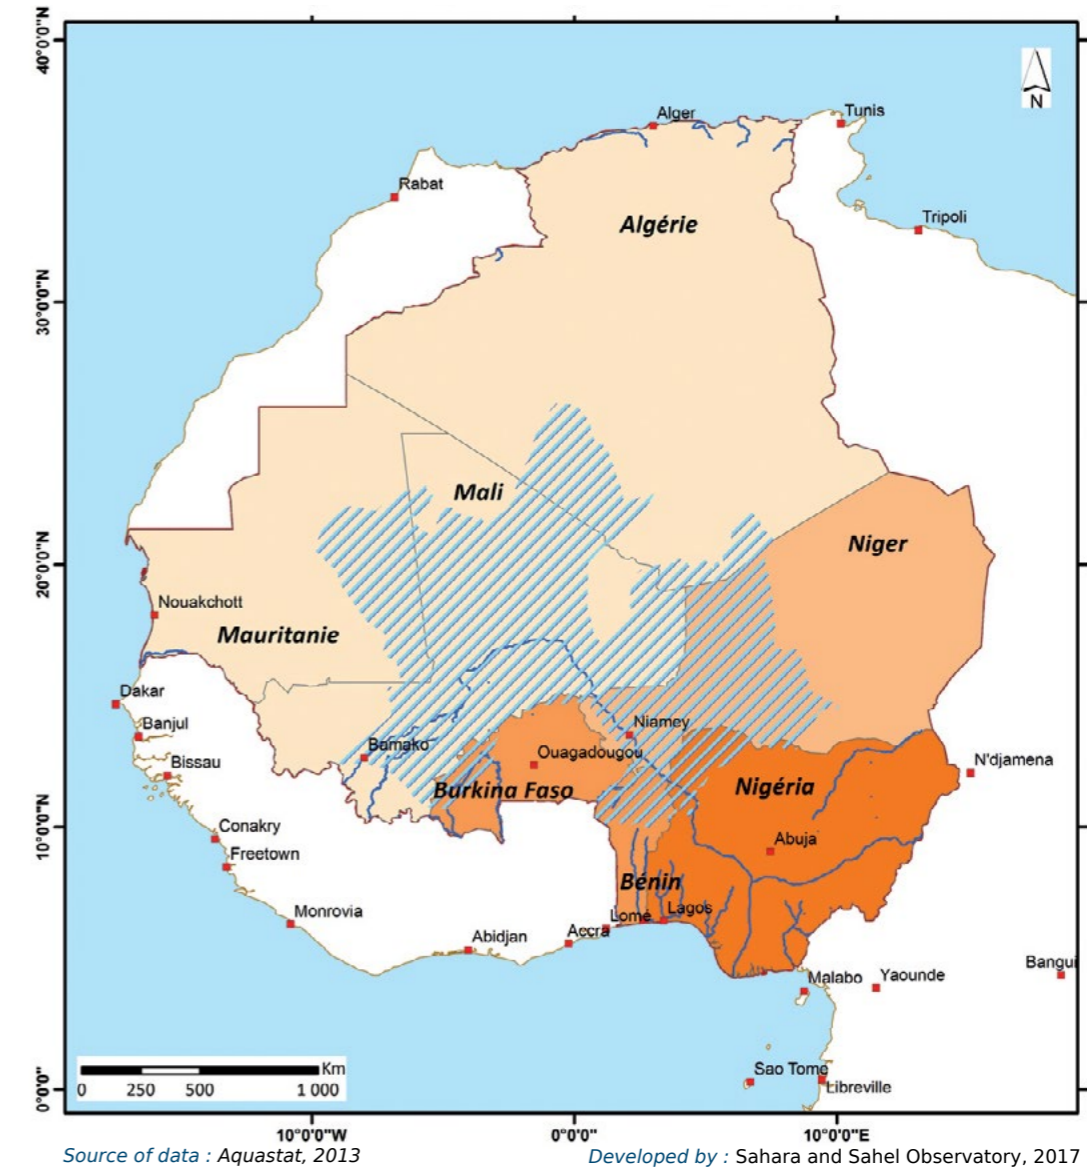 40°0'0"N
N
Alger
Tunis
Rabat
Tripoli
Algérie
30°0'0"N
Mali
Niger
20°0'0"N
Nouakchott
Mauritanie
Dakar
Banjul
Niamey
Bamako
Ouagadougou
Bissau
N'djamena
Burkina Faso
Nigéria
10°0'0"N
Conakry
Abuja
Freetown
Bénin
Monrovia
Lomé
Lagos
Abidjan
Accra
Malabo
Yaounde
Bangui
Km
0 250 500 1 000
Sao Tome
Libreville
0°0'0"
10°0'0"W 0°0'0" 10°0'0"E
Source of data : Aquastat, 2013
Developed by : Sahara and Sahel Observatory, 2017